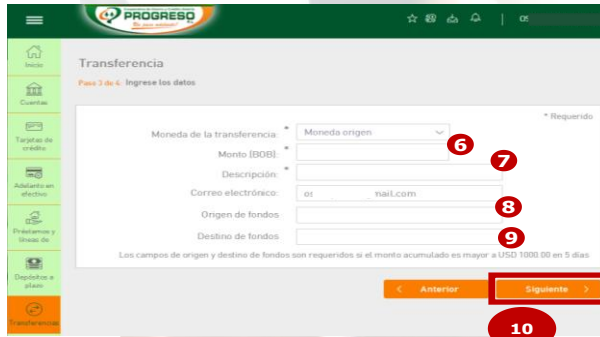 PROGRESO
Inicio
Transferencia
Paso 3 de 4: Ingrese los datos
Cuentas
* Requerido
Moneda de la transferencia: * Moneda origen
6
Tarjetas de crédito
Monto [BOB]: *
7
Descripción: *
Adelanto en efectivo
Correo electrónico: mail.com
8
Origen de fondos
Préstamos y líneas de
Destino de fondos
9
Los campos de origen y destino de fondos son requeridos si el monto acumulado es mayor a USD 1000.00 en 5 días
Depósitos a plazo
< Anterior
Siguiente >
Transferencias
10